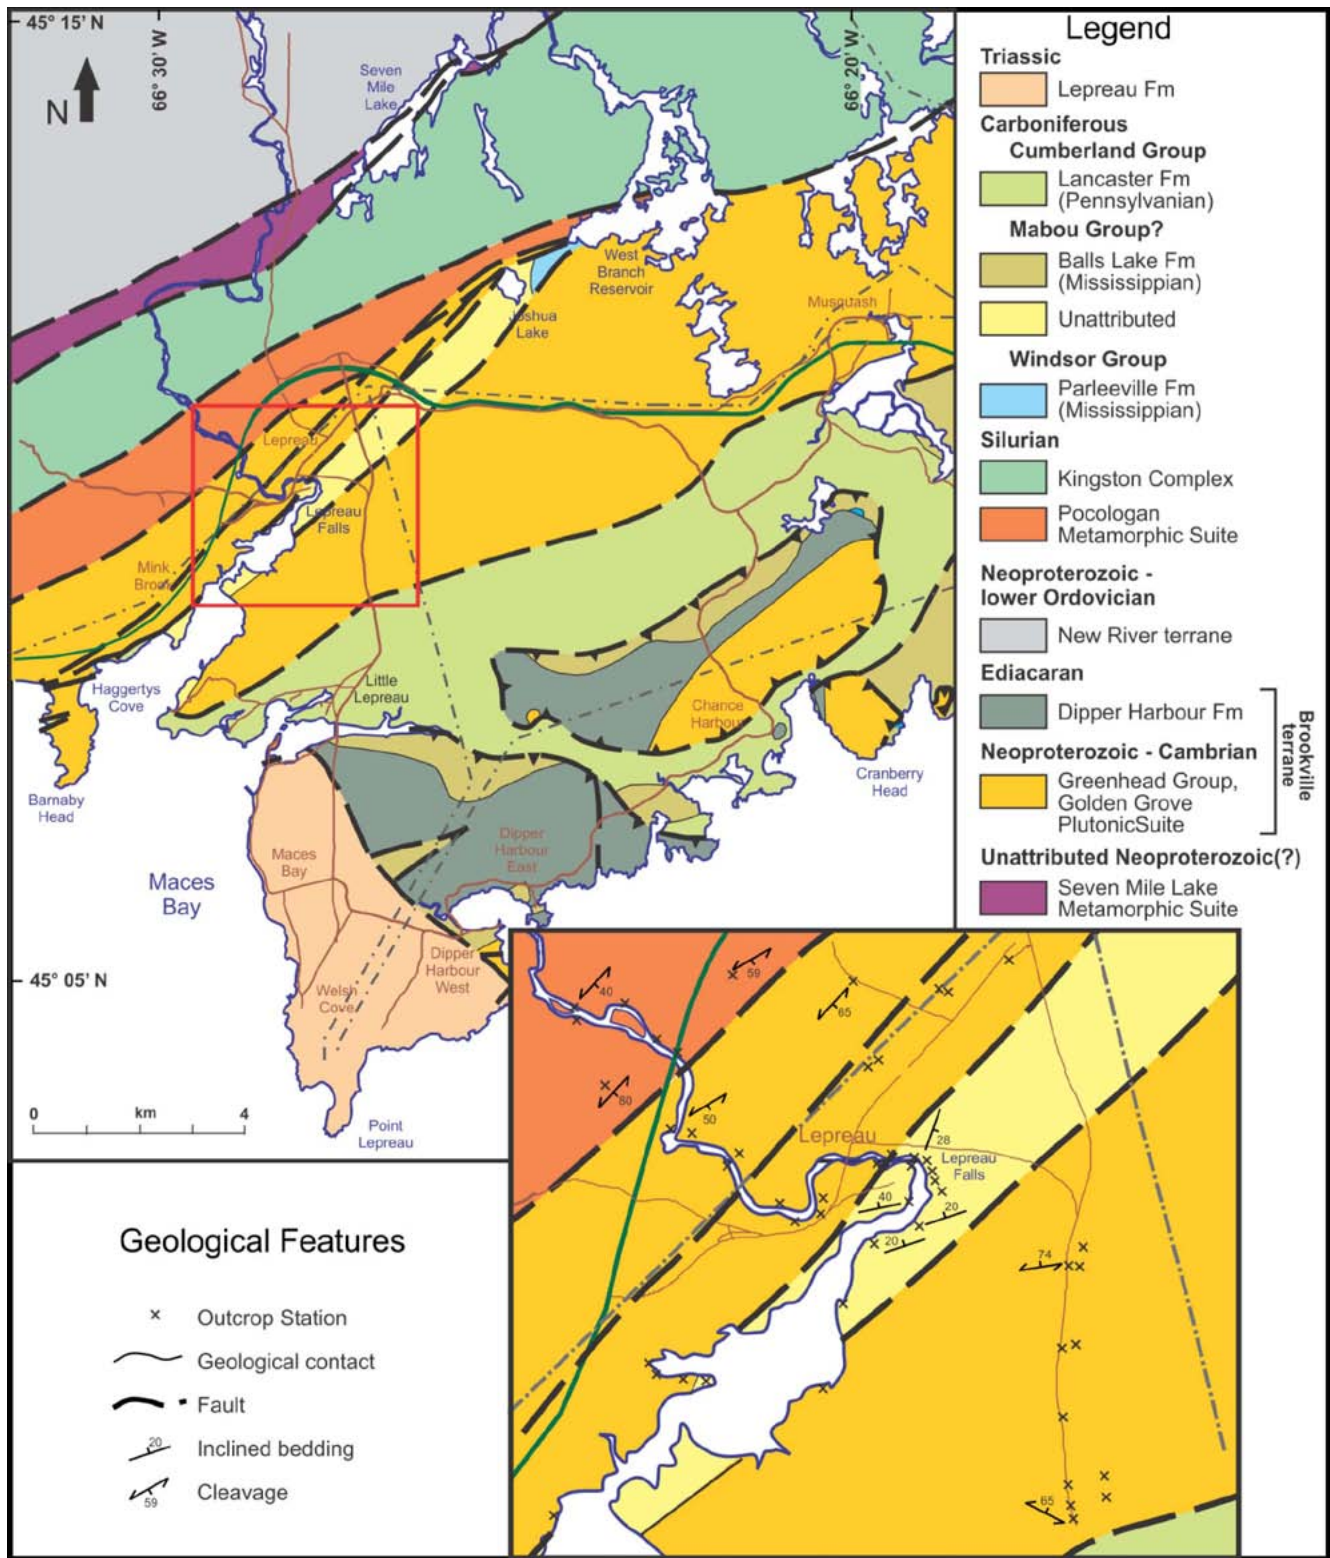 45° 15' N
66° 30' W
66° 20' W
N
Seven
Mile
Lake
West
Branch
Reservoir
Joshua
Lake
Musquash
Lepreau
Lepreau
Falls
Mink
Brook
Haggertys
Cove
Little
Lepreau
Chance
Harbour
Barnaby
Head
Cranberry
Head
Maces
Bay
Maces
Bay
Dipper
Harbour
East
45° 05' N
Dipper
Harbour
West
Welsh
Cove
0 km 4
Point
Lepreau
Legend
Triassic
Lepreau Fm
Carboniferous
Cumberland Group
Lancaster Fm
(Pennsylvanian)
Mabou Group?
Balls Lake Fm
(Mississippian)
Unattributed
Windsor Group
Parleeville Fm
(Mississippian)
Silurian
Kingston Complex
Pocologan
Metamorphic Suite
Neoproterozoic -
lower Ordovician
New River terrane
Ediacaran
Dipper Harbour Fm
Neoproterozoic - Cambrian
Greenhead Group,
Golden Grove
PlutonicSuite
Brookville
terrane
Unattributed Neoproterozoic(?)
Seven Mile Lake
Metamorphic Suite
59
40
65
80
50
Lepreau
28
Lepreau
Falls
40
20
20
74
65
Geological Features
Outcrop Station
Geological contact
Fault
20
Inclined bedding
59
Cleavage